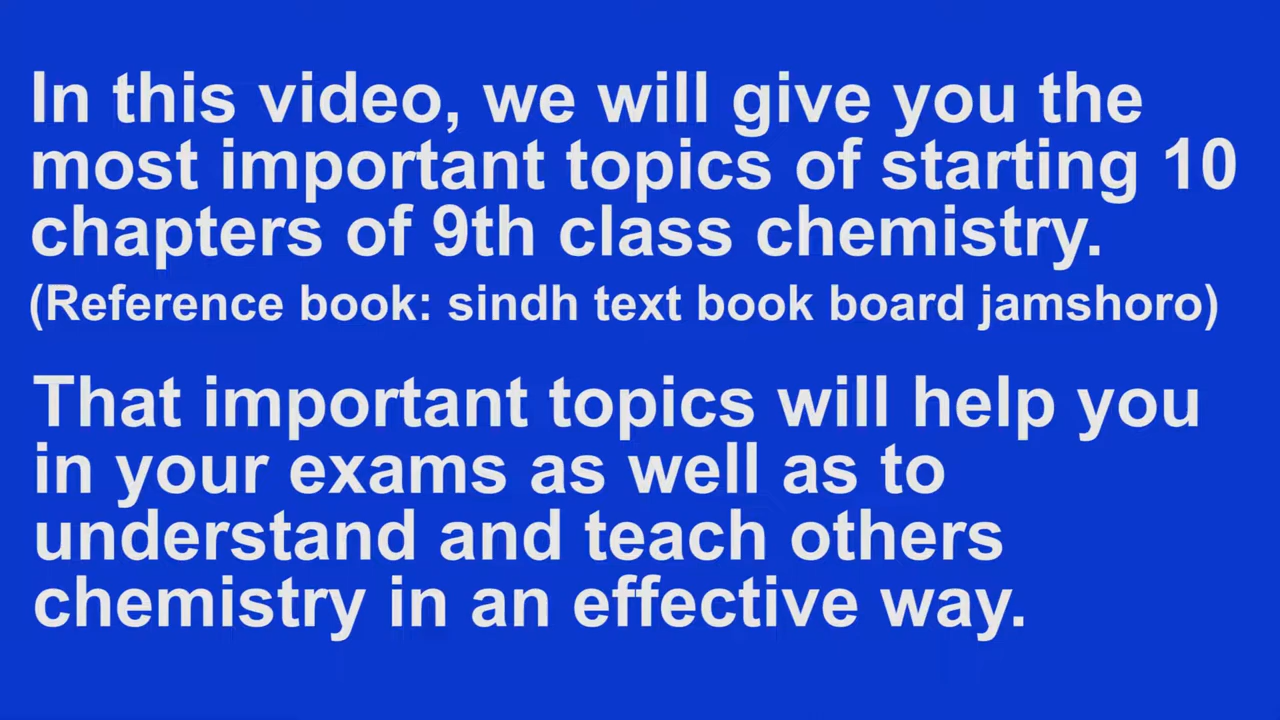 In this video, we will give you the
most important topics of starting 10
chapters of 9th class chemistry.
(Reference book: sindh text book board jamshoro)
That important topics will help you
in your exams as well as to
understand and teach others
chemistry in an effective way.